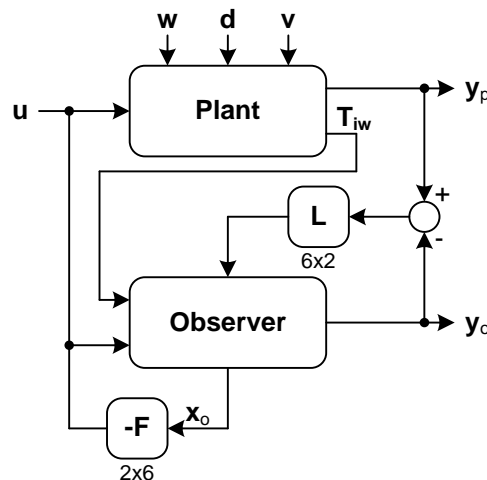 w d v
u Plant y_p
T_iw
+
L
-
6x2
Observer y_o
-F x_o
2x6